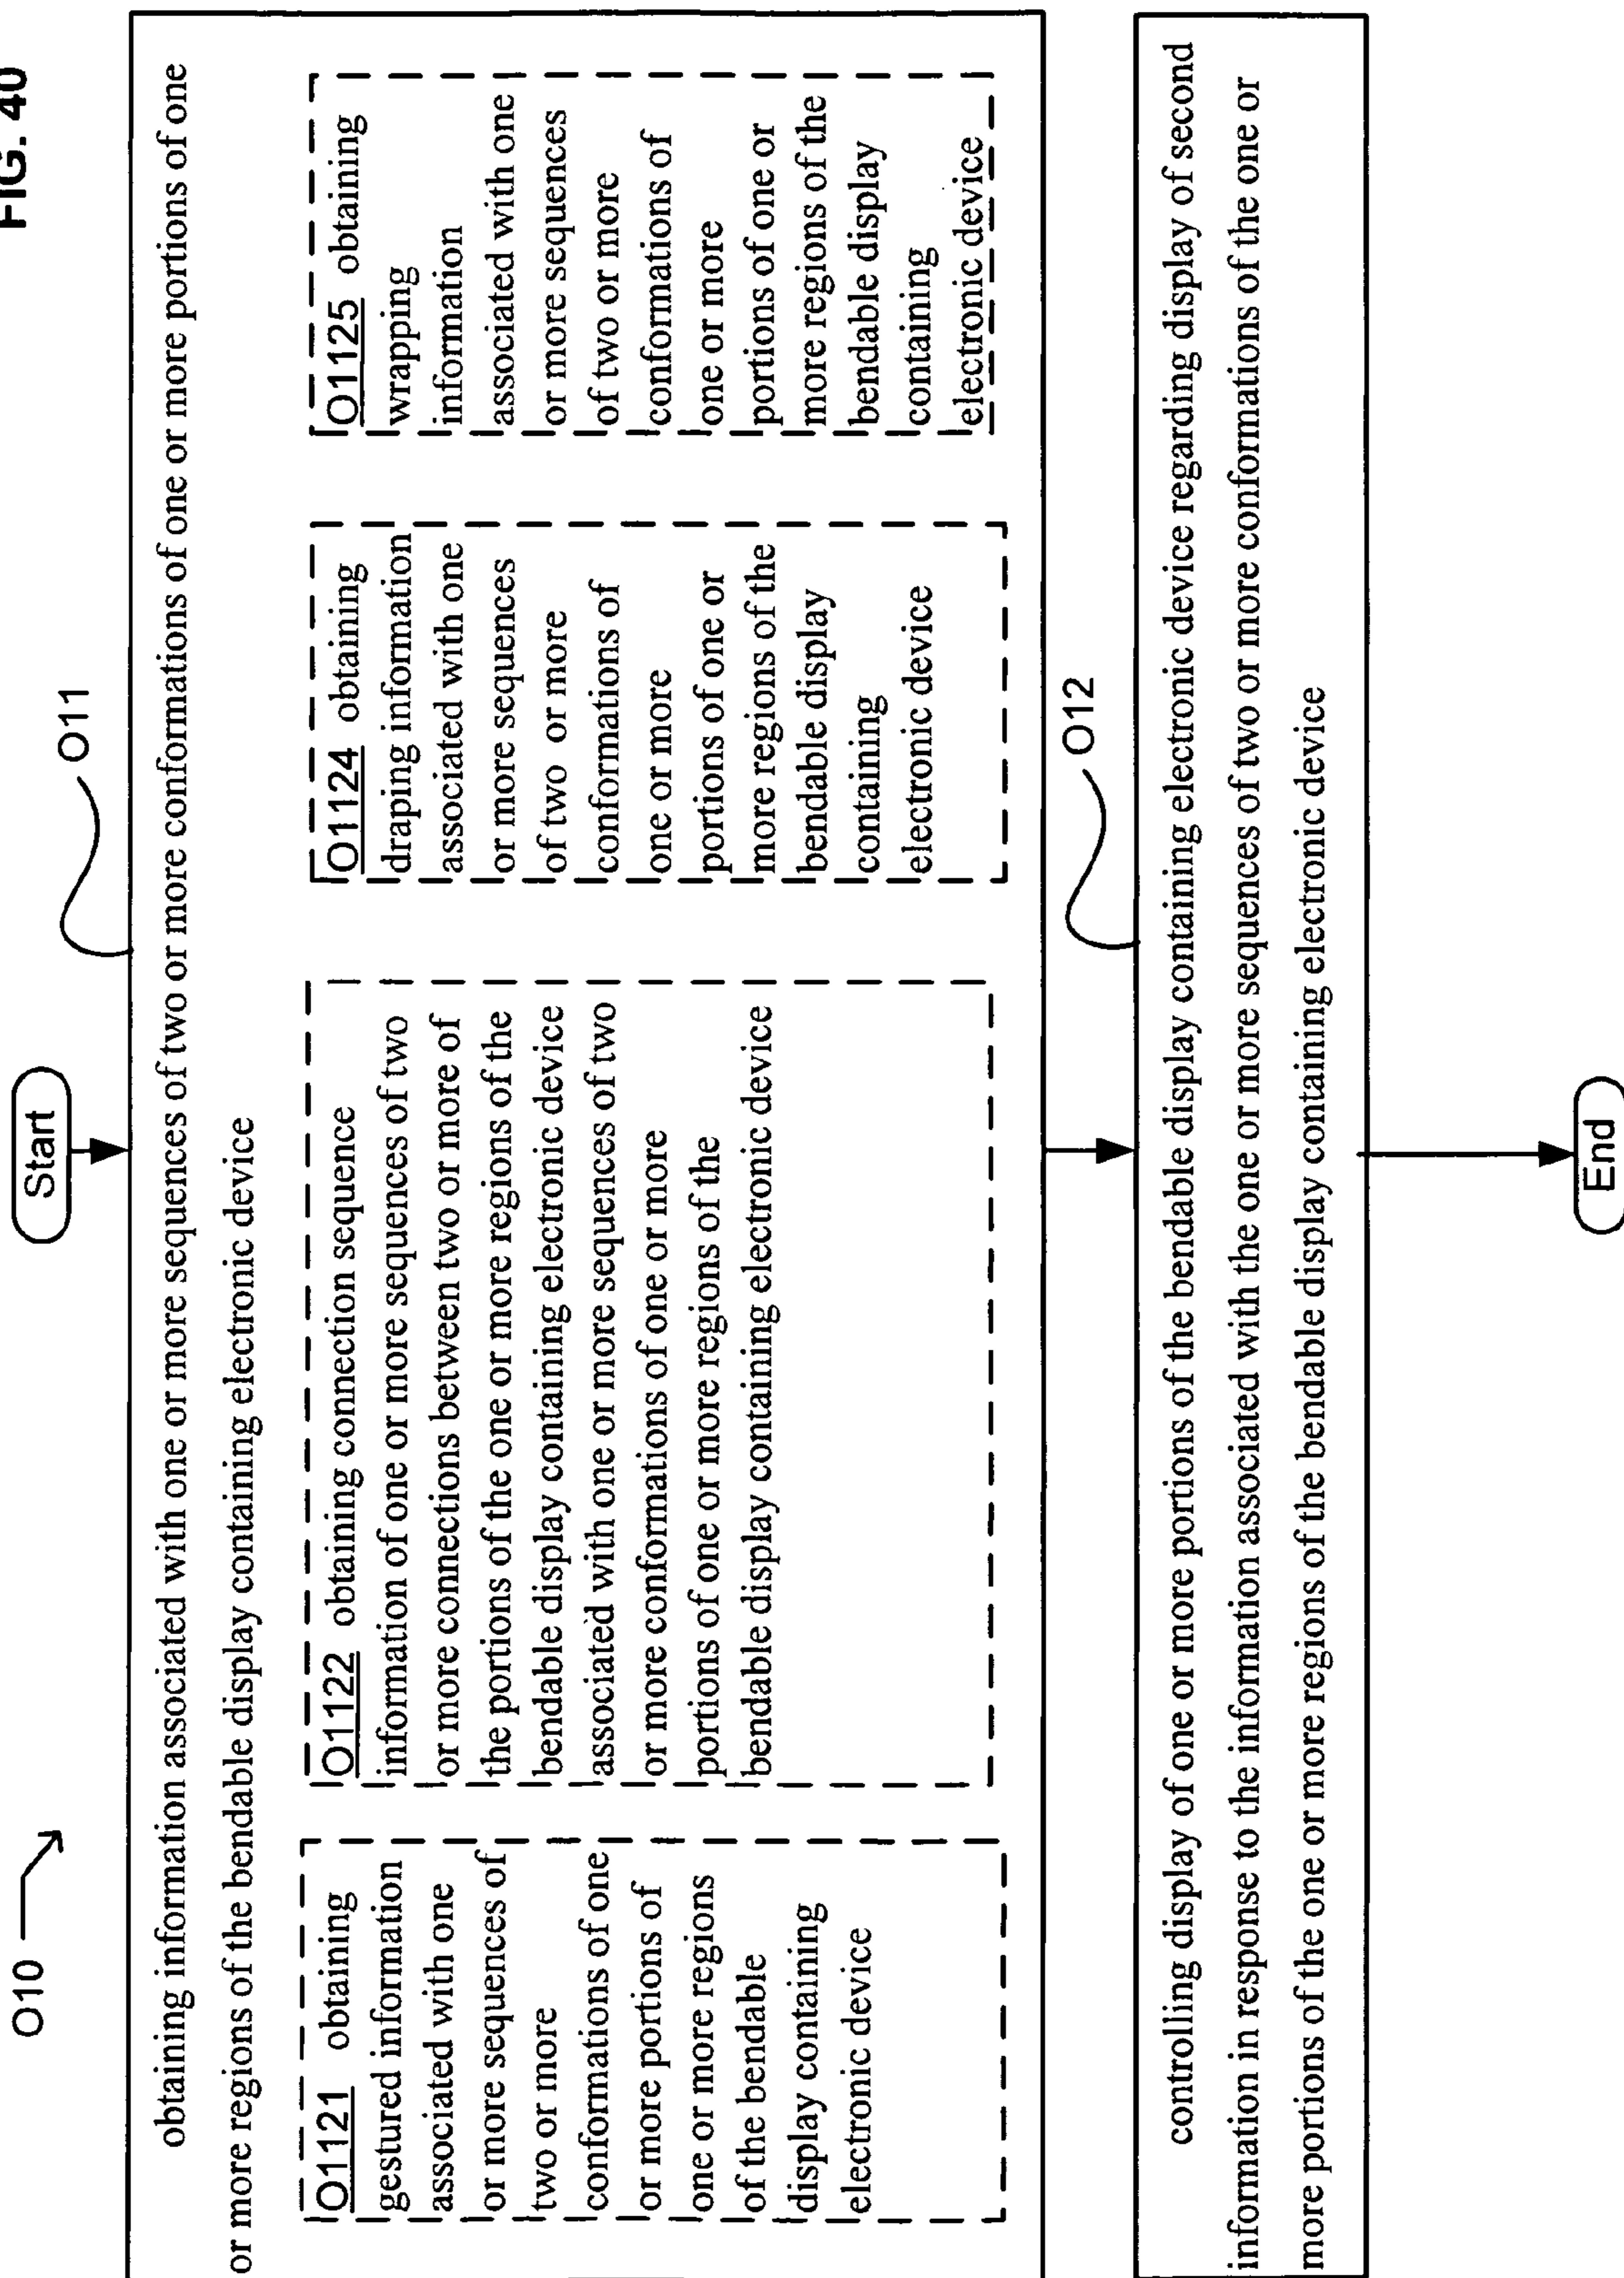 FIG. 40
O10
Start
O11
obtaining information associated with one or more sequences of two or more conformations of one or more portions of one
or more regions of the bendable display containing electronic device
O1121 obtaining
gestured information
associated with one
or more sequences of
two or more
conformations of one
or more portions of
one or more regions
of the bendable
display containing
electronic device
O1122 obtaining connection sequence
information of one or more sequences of two
or more connections between two or more of
the portions of the one or more regions of the
bendable display containing electronic device
associated with one or more sequences of two
or more conformations of one or more
portions of one or more regions of the
bendable display containing electronic device
O1124 obtaining
draping information
associated with one
or more sequences
of two or more
conformations of
one or more
portions of one or
more regions of the
bendable display
containing
electronic device
O1125 obtaining
wrapping
information
associated with one
or more sequences
of two or more
conformations of
one or more
portions of one or
more regions of the
bendable display
containing
electronic device
O12
controlling display of one or more portions of the bendable display containing electronic device regarding display of second
information in response to the information associated with the one or more sequences of two or more conformations of the one or
more portions of the one or more regions of the bendable display containing electronic device
End